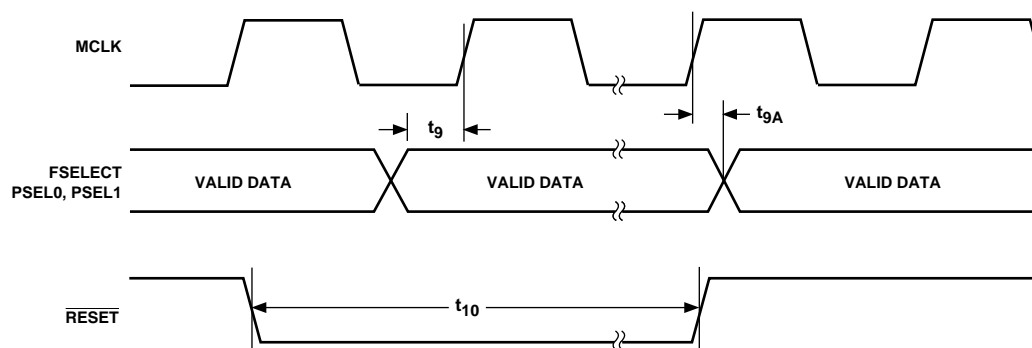 MCLK
t9A
t9
FSELECT
PSEL0, PSEL1
VALID DATA
VALID DATA
VALID DATA
RESET
t10